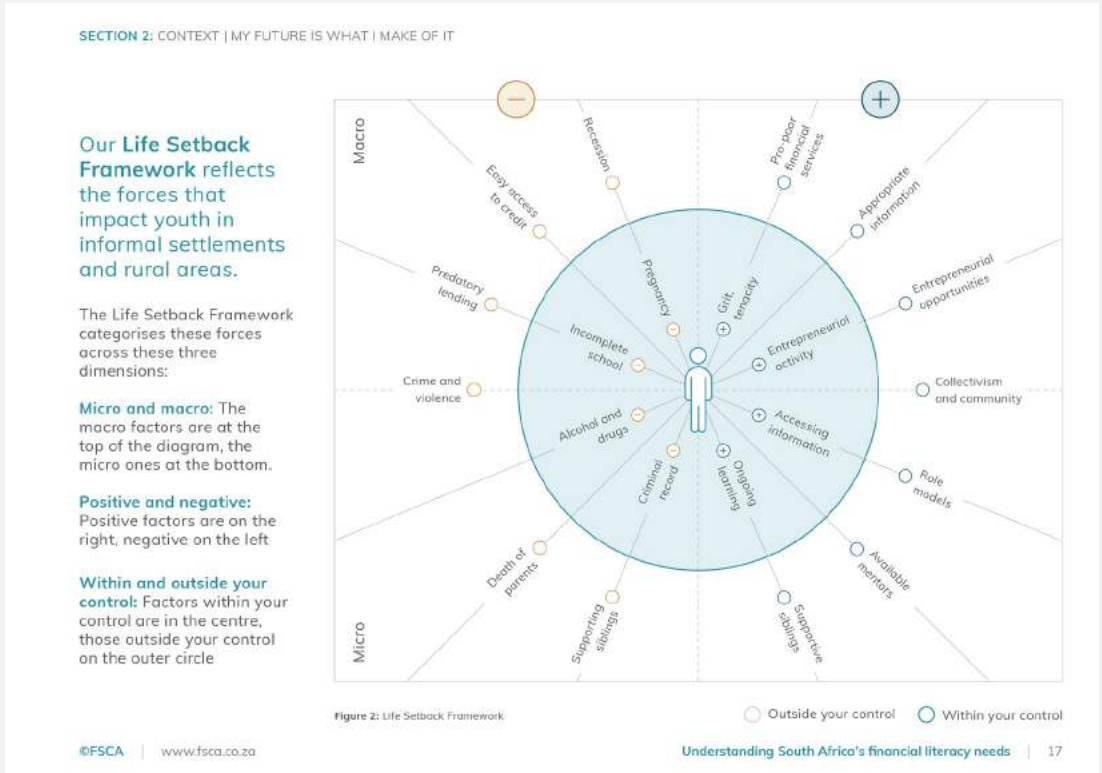 SECTION 2: CONTEXT | MY FUTURE IS WHAT I MAKE OF IT
Our Life Setback
Framework reflects
the forces that
impact youth in
informal settlements
and rural areas.
The Life Setback Framework
categorises these forces
across these three
dimensions:
Micro and macro: The
macro factors are at the
top of the diagram, the
micro ones at the bottom.
Positive and negative:
Positive factors are on the
right, negative on the left
Within and outside your
control: Factors within your
control are in the centre,
those outside your control
on the outer circle
−
+
Macro
Recession
Easy access
to credit
Predatory
lending
Crime and
violence
Death of
parents
Supporting
siblings
Pregnancy
Incomplete
school
Alcohol and
drugs
Criminal
record
Grit,
tenacity
Entrepreneurial
activity
Accessing
information
Ongoing
learning
Pro-poor
financial
services
Appropriate
information
Entrepreneurial
opportunities
Collectivism
and community
Role
models
Available
mentors
Supportive
siblings
Micro
Figure 2: Life Setback Framework
Outside your control
Within your control
©FSCA | www.fsca.co.za
Understanding South Africa's financial literacy needs | 17